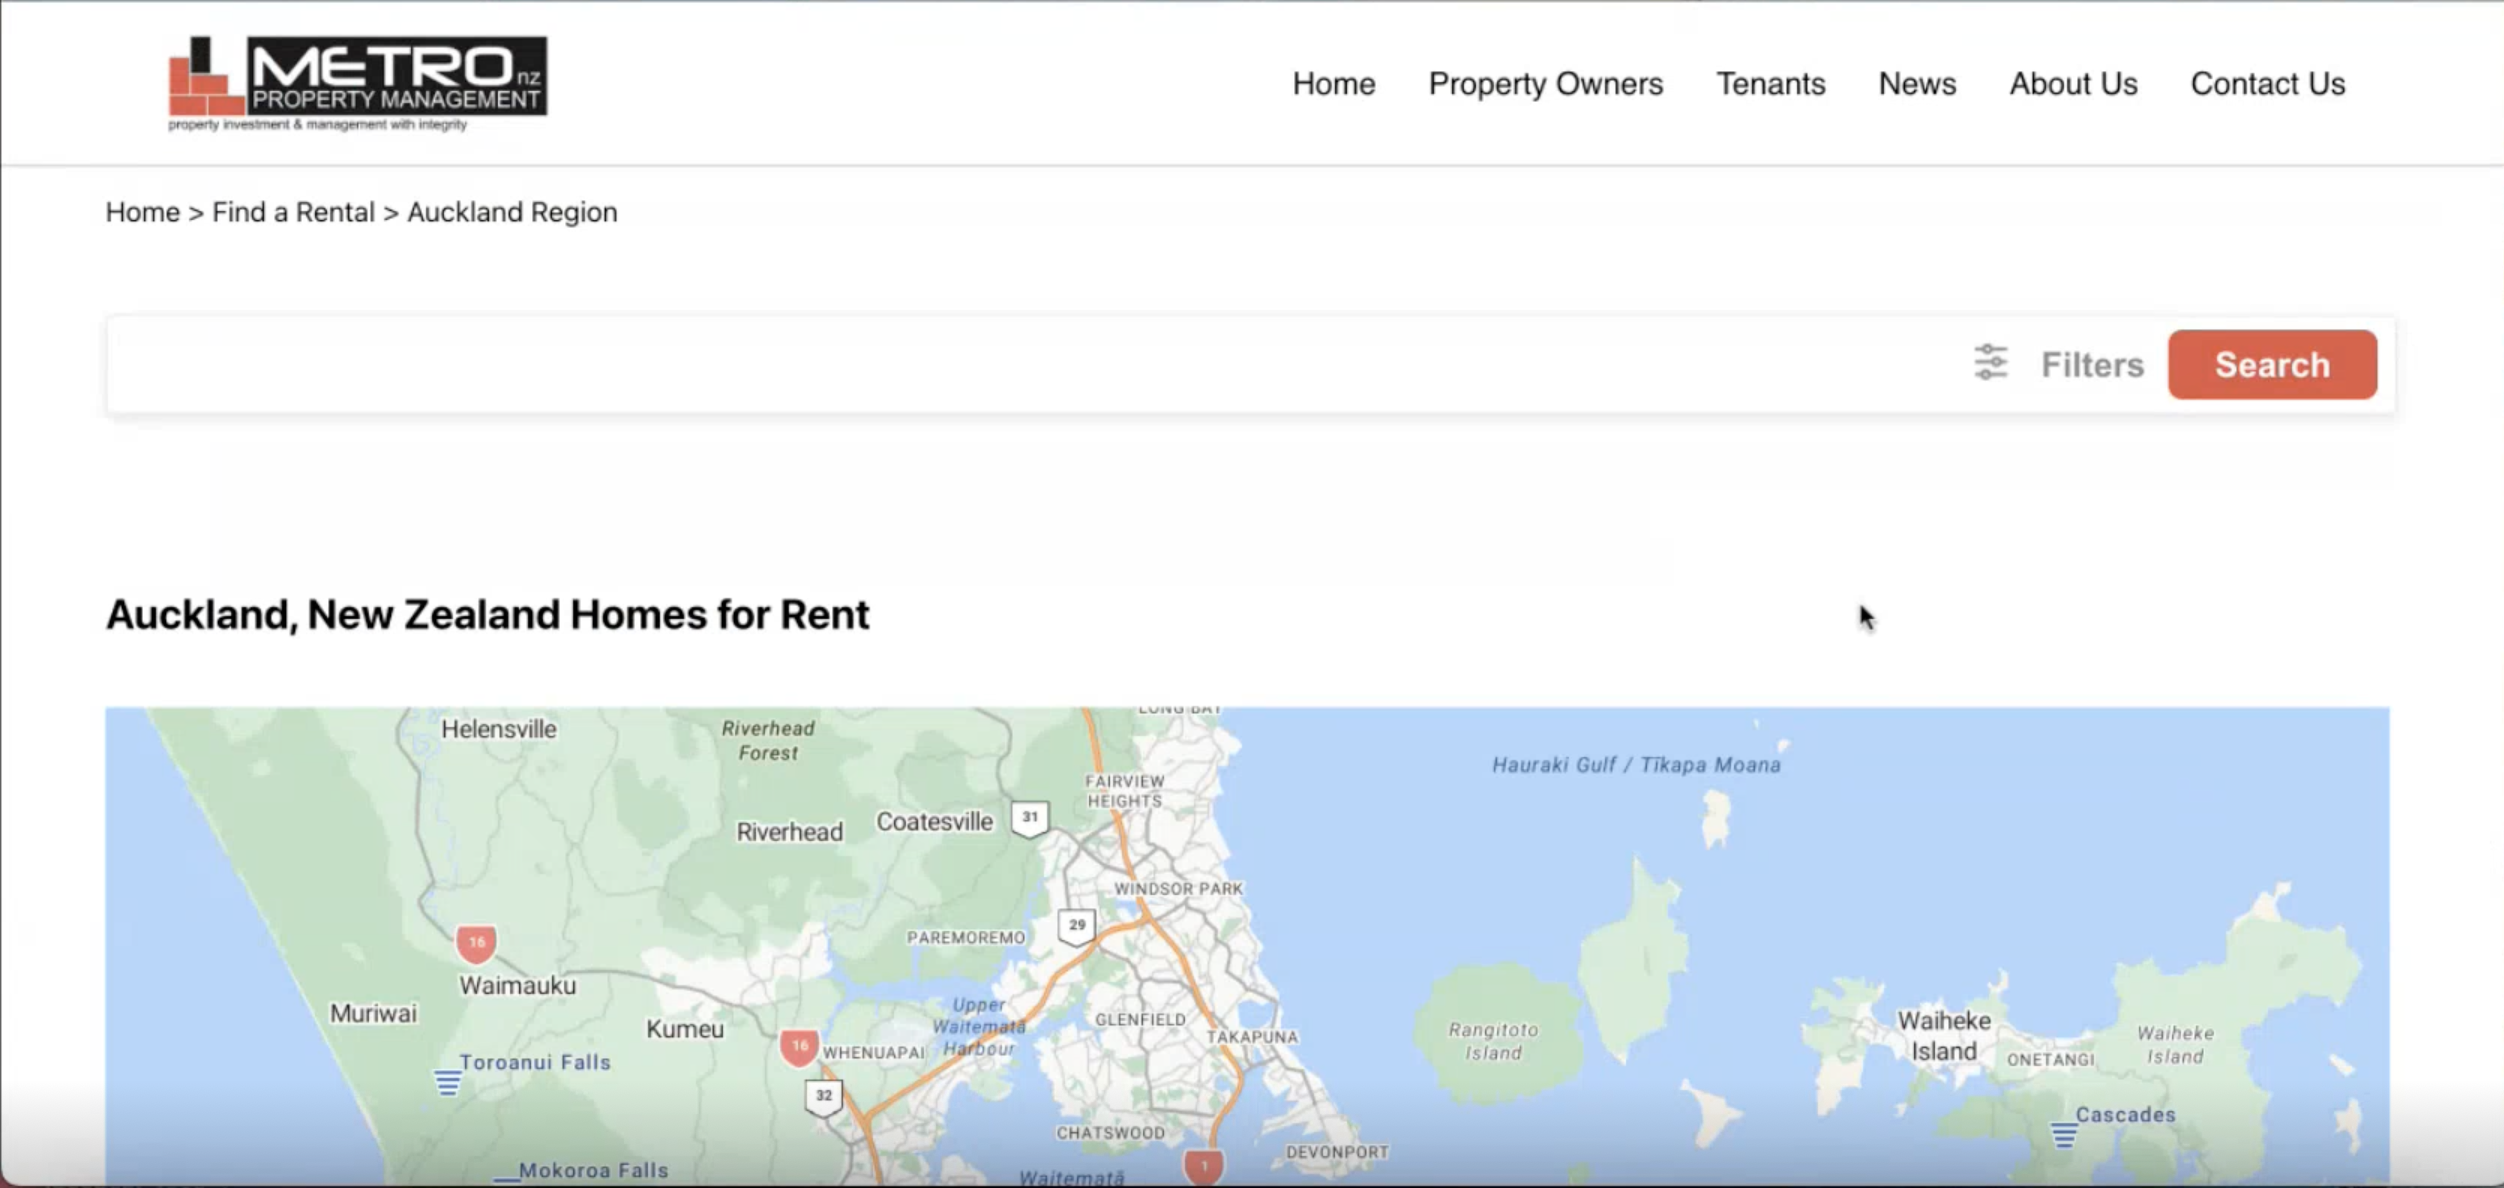 METRO nz
PROPERTY MANAGEMENT
property investment & management with integrity
Home Property Owners Tenants News About Us Contact Us
Home > Find a Rental > Auckland Region
Filters Search
Auckland, New Zealand Homes for Rent
LONG BAY
Helensville
Riverhead
Forest
Hauraki Gulf / Tīkapa Moana
FAIRVIEW
HEIGHTS
31
Coatesville
Riverhead
WINDSOR PARK
29
PAREMOREMO
16
Waimauku
Muriwai
Kumeu
Upper
Waitematā
Harbour
GLENFIELD
TAKAPUNA
Rangitoto
Island
Waiheke
Island
Waiheke
Island
ONETANGI
16
WHENUAPAI
Toroanui Falls
32
Cascades
CHATSWOOD
DEVONPORT
1
Mokoroa Falls
Waitematā